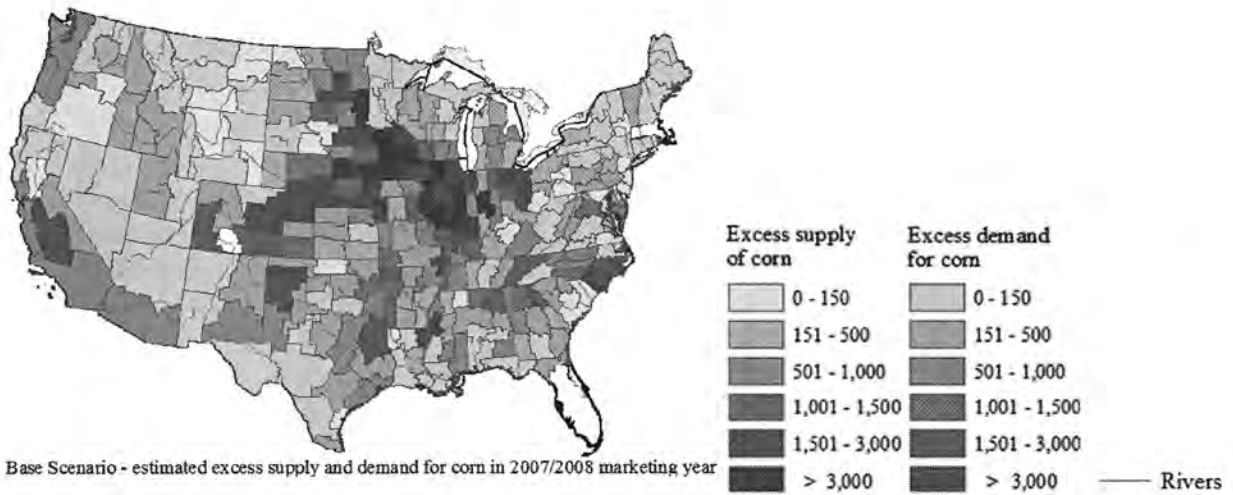 Excess supply of corn
0 - 150
151 - 500
501 - 1,000
1,001 - 1,500
1,501 - 3,000
> 3,000
Excess demand for corn
0 - 150
151 - 500
501 - 1,000
1,001 - 1,500
1,501 - 3,000
> 3,000
Rivers
Base Scenario - estimated excess supply and demand for corn in 2007/2008 marketing year